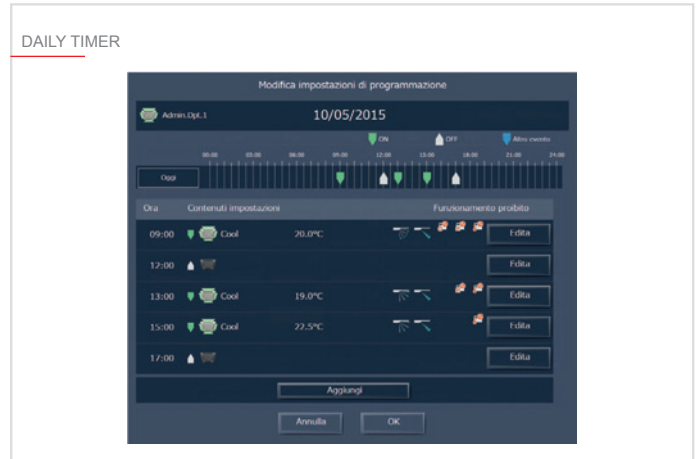 DAILY TIMER
Modifica impostazioni di programmazione
Admin.Dpt.1 10/05/2015
ON OFF Altro evento
00:00 03:00 06:00 09:00 12:00 15:00 18:00 21:00 24:00
Oggi
Ora Contenuti impostazioni Funzionamento proibito
09:00 Cool 20.0°C Edita
12:00 Edita
13:00 Cool 19.0°C Edita
15:00 Cool 22.5°C Edita
17:00 Edita
Aggiungi
Annulla OK